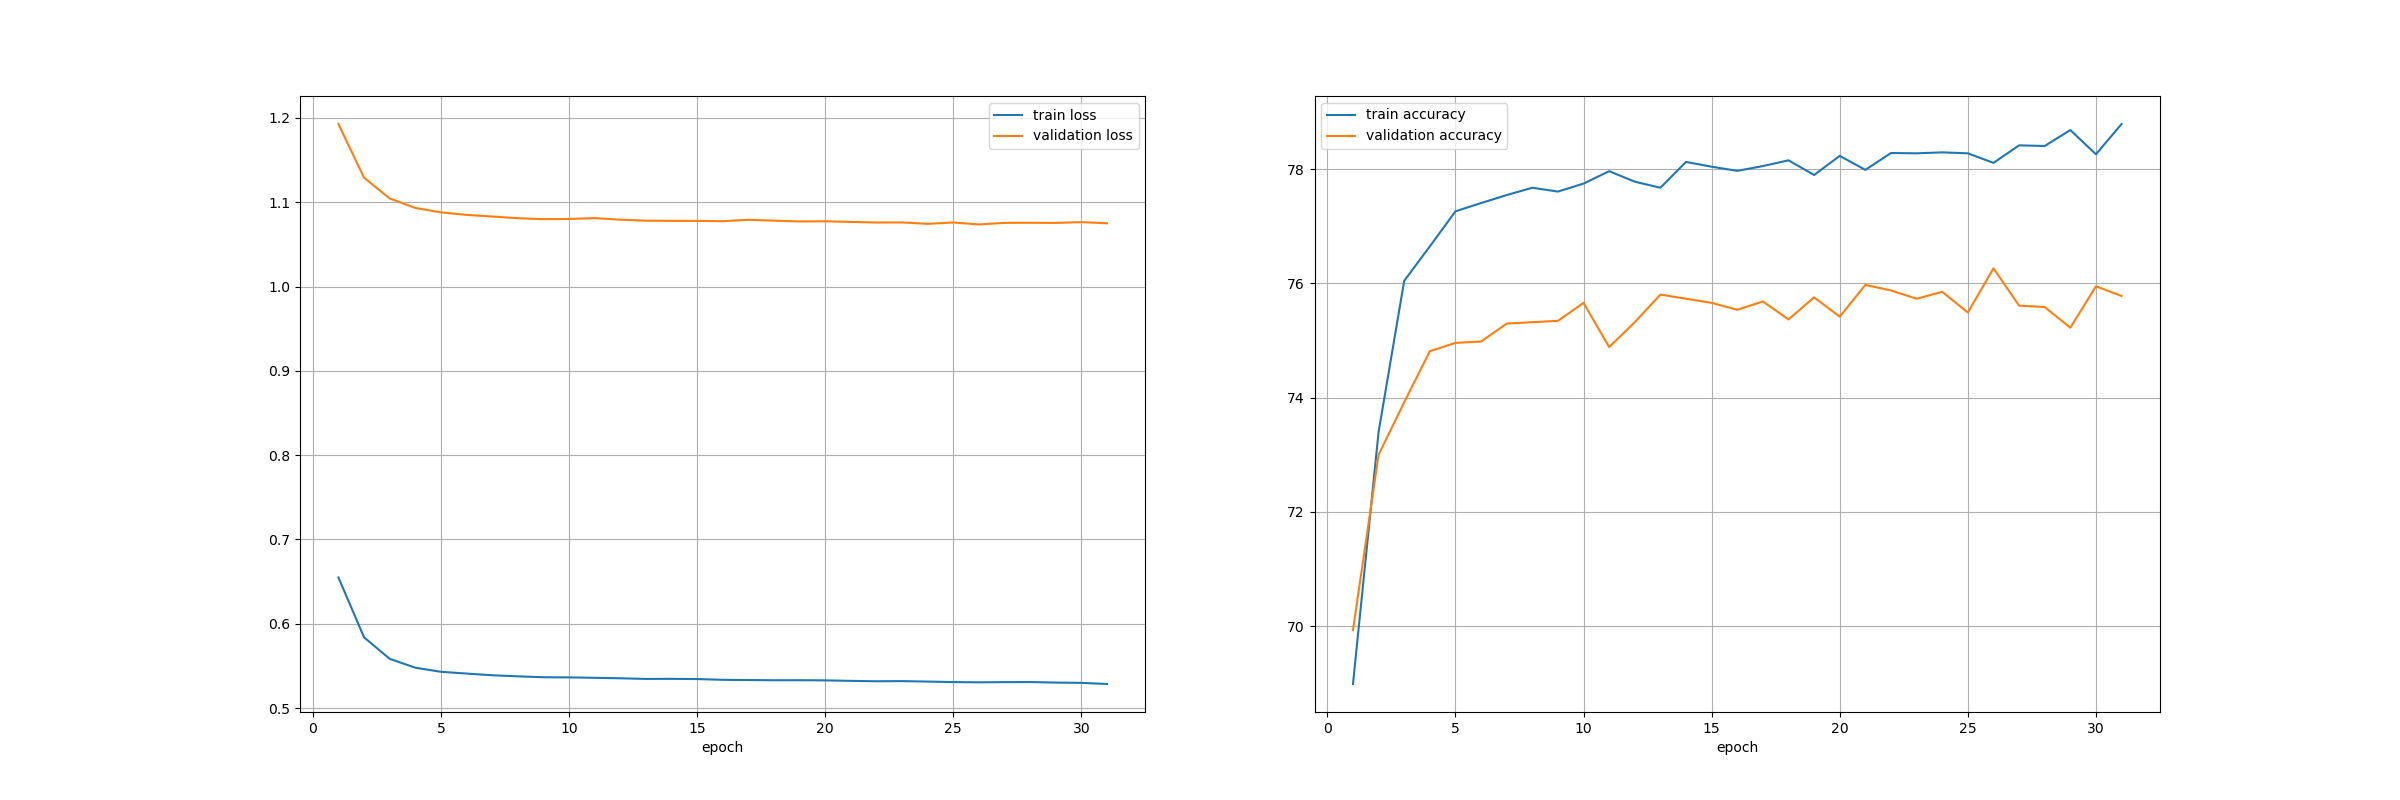 1.2
1.1
1.0
0.9
0.8
0.7
0.6
0.5
0 5 10 15 20 25 30
epoch
train loss
validation loss
78
76
74
72
70
0 5 10 15 20 25 30
epoch
train accuracy
validation accuracy